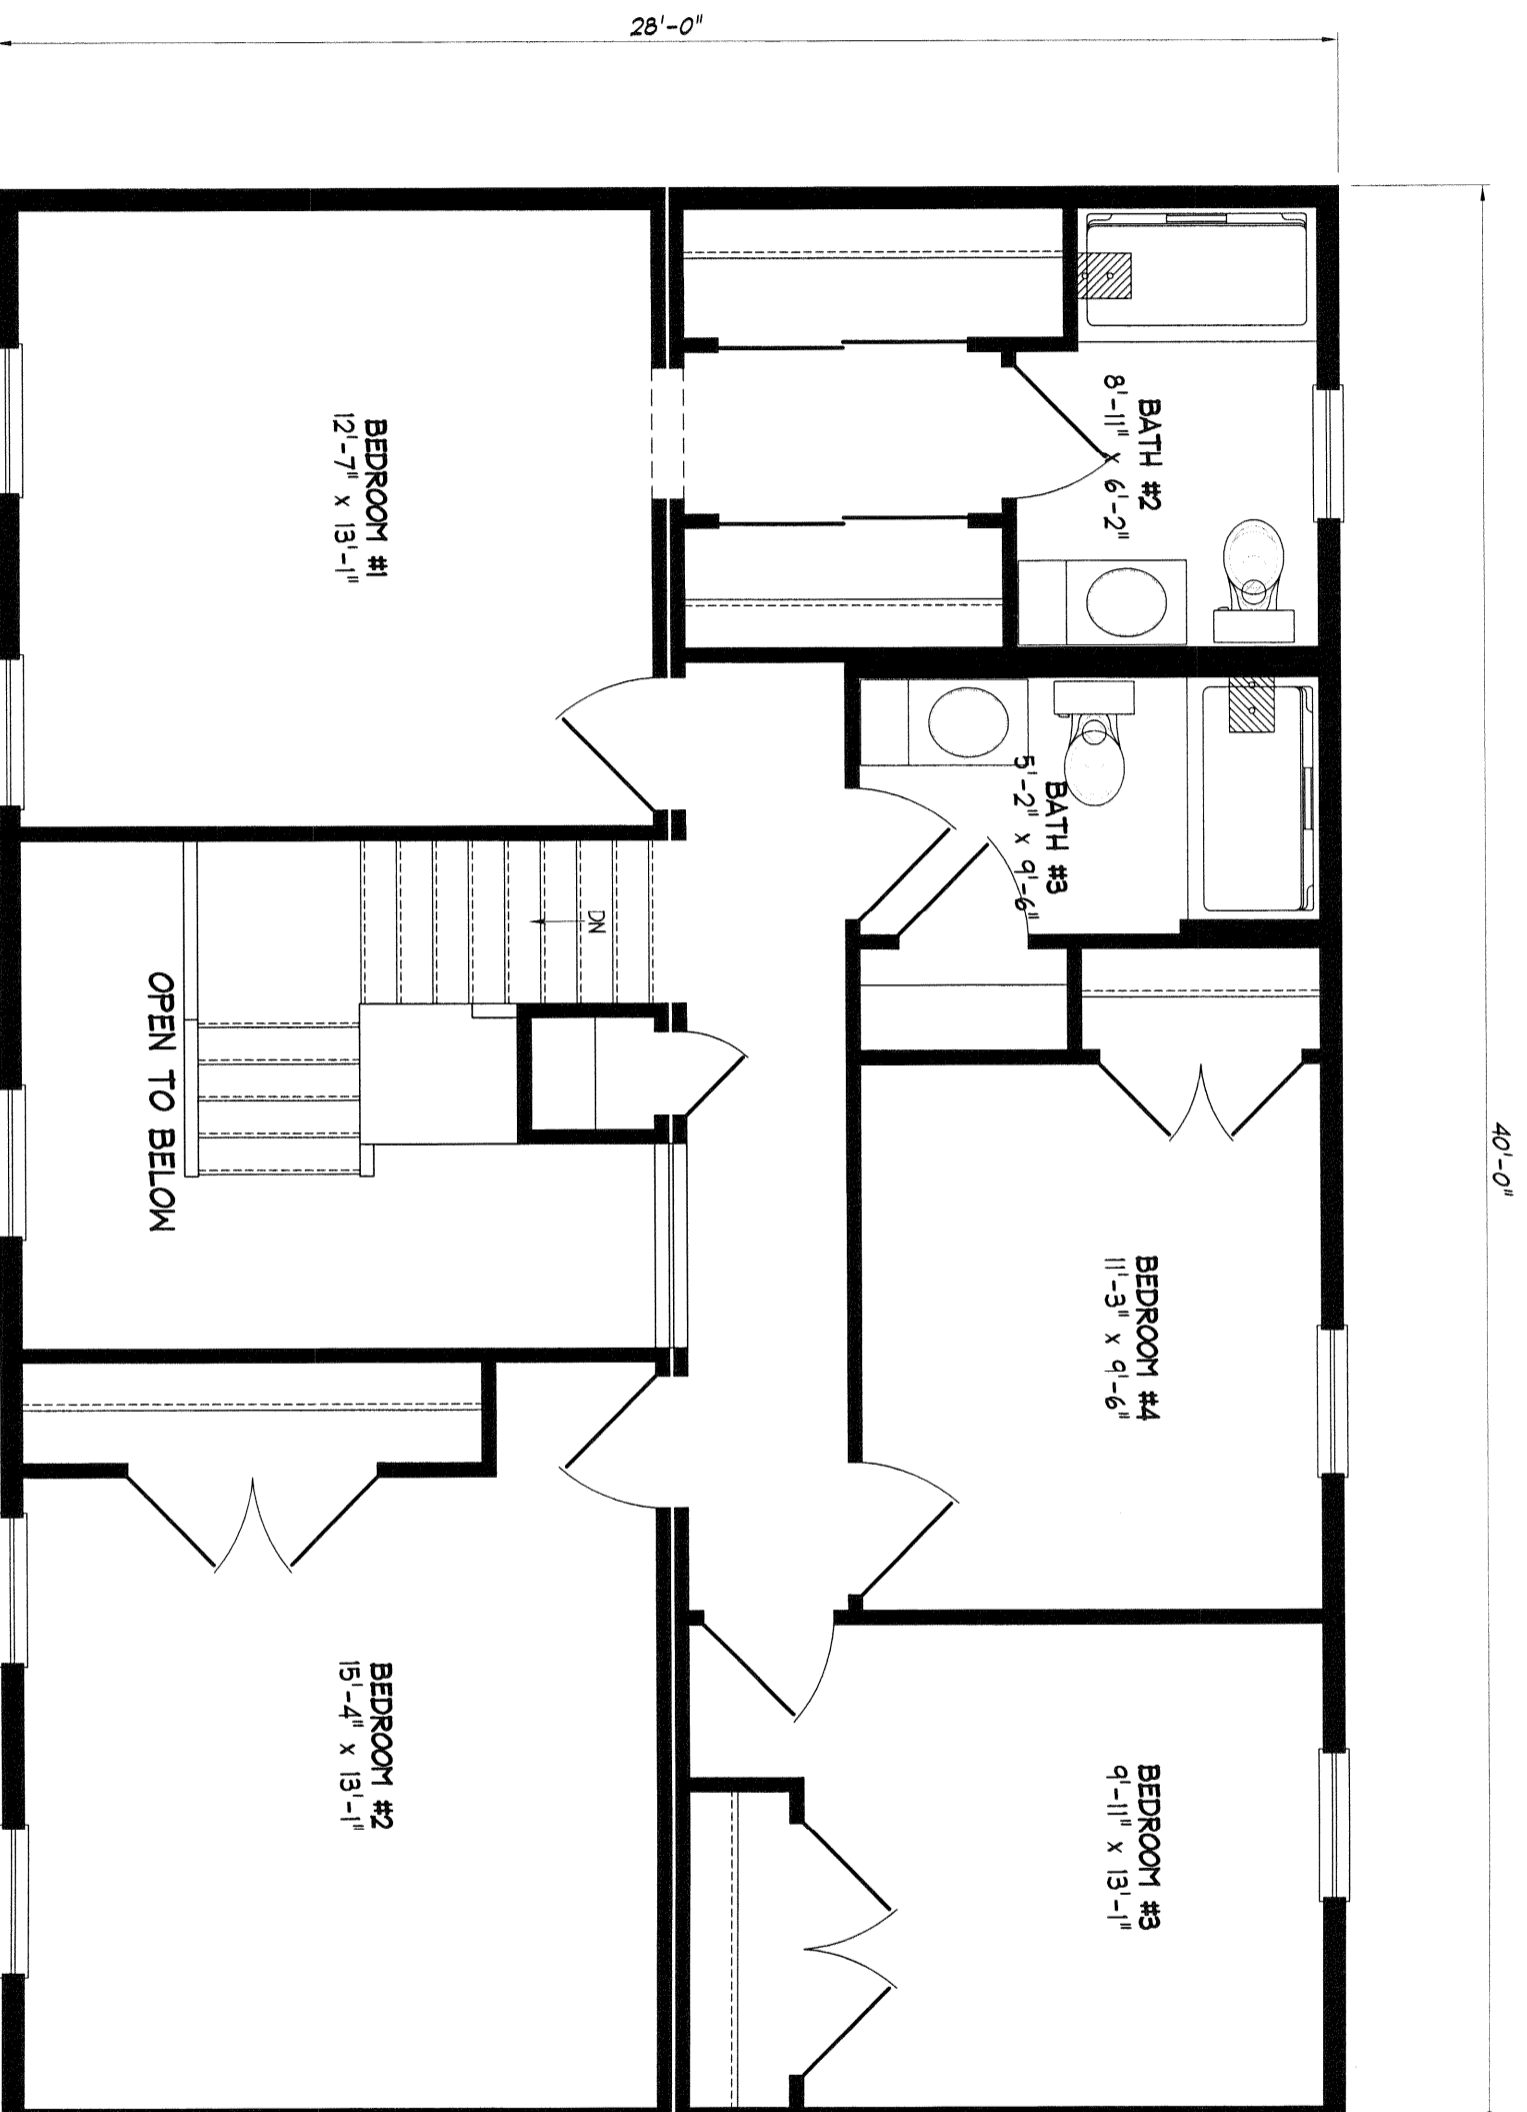 28'-0"
40'-0"
BATH #2
8'-11" x 6'-2"
BATH #3
5'-2" x 9'-6"
BEDROOM #4
11'-3" x 9'-6"
BEDROOM #3
9'-11" x 13'-1"
BEDROOM #1
12'-7" x 13'-1"
DN
OPEN TO BELOW
BEDROOM #2
15'-4" x 13'-1"